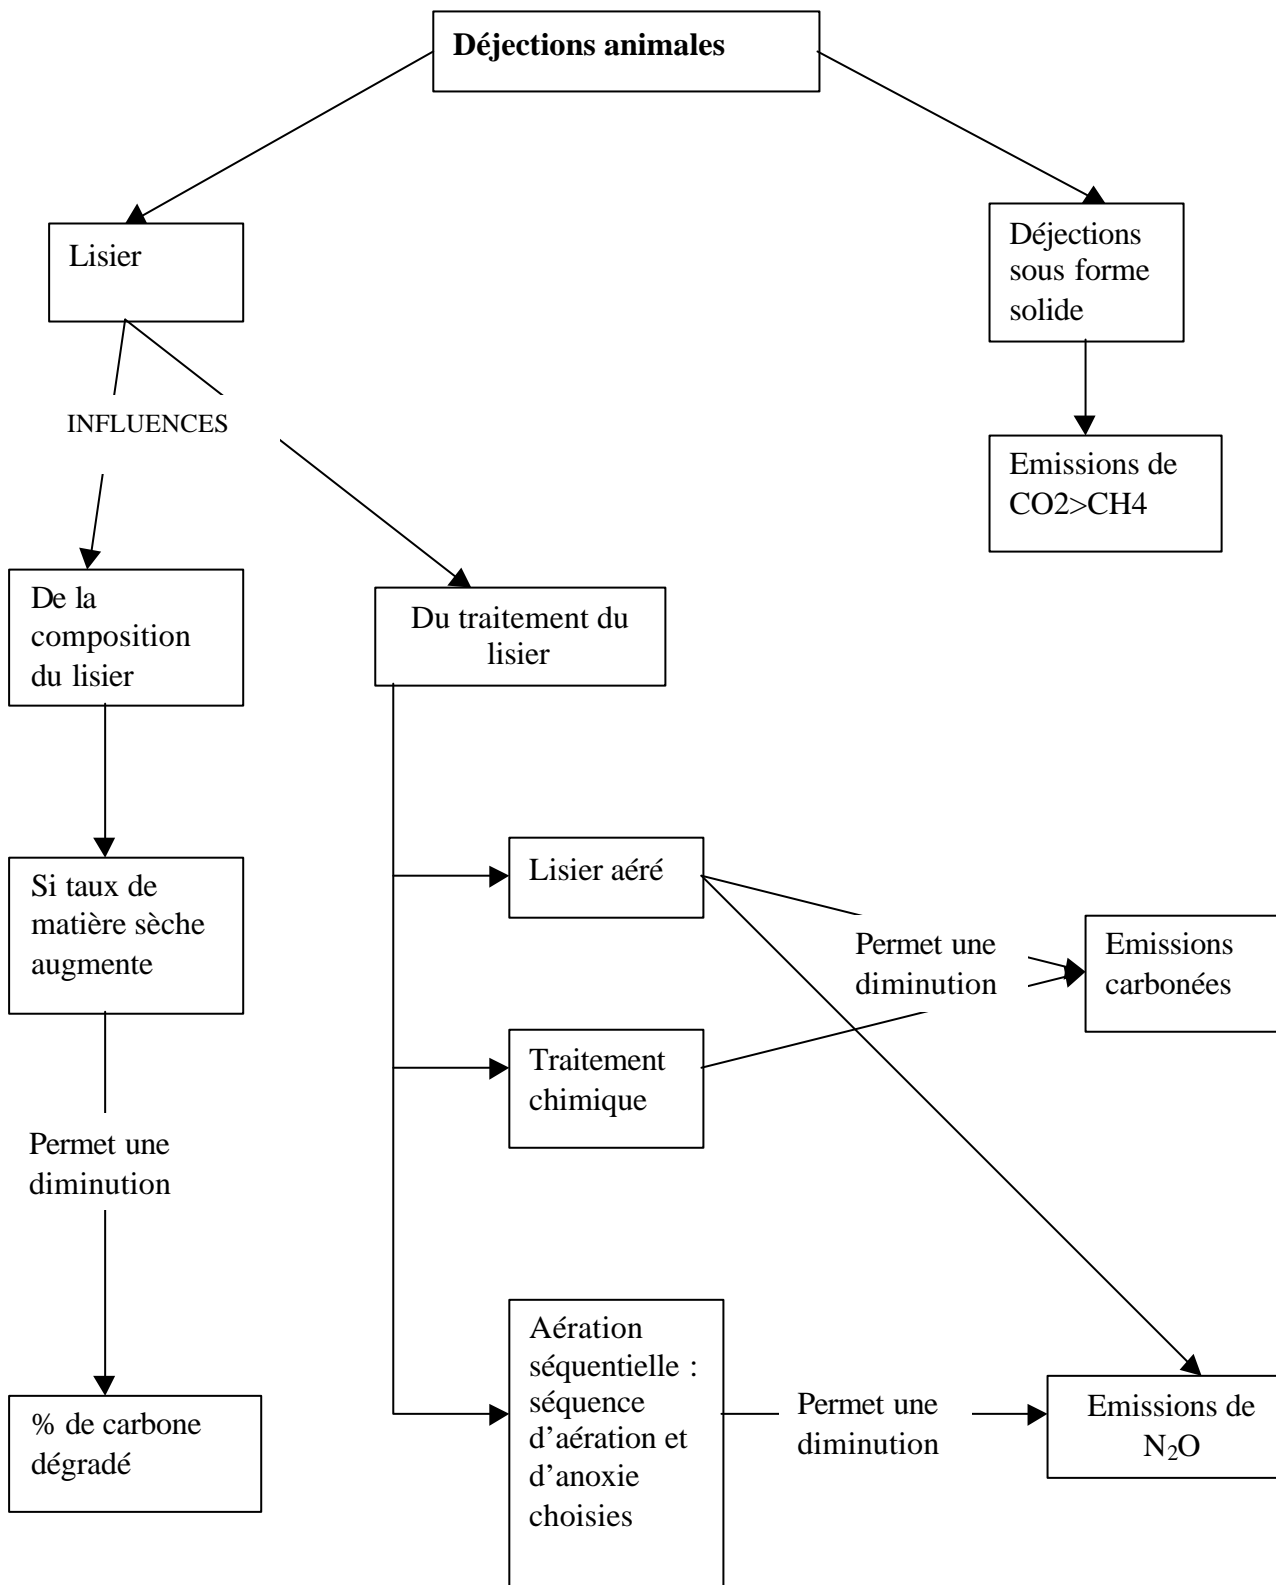 Déjections animales
Lisier
Déjections
sous forme
solide
INFLUENCES
Emissions de
CO2>CH4
De la
composition
du lisier
Du traitement du
lisier
Si taux de
matière sèche
augmente
Lisier aéré
Permet une
diminution
Emissions
carbonées
Traitement
chimique
Permet une
diminution
% de carbone
dégradé
Aération
séquentielle :
séquence
d’aération et
d’anoxie
choisies
Permet une
diminution
Emissions de
N₂O